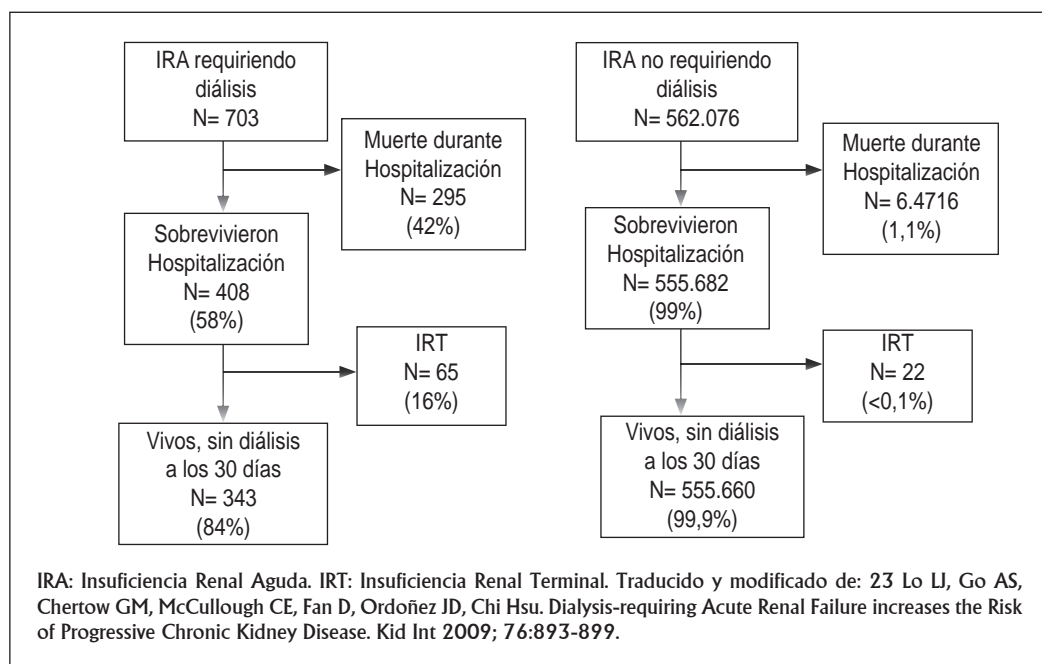 IRA requiriendo
diálisis
N= 703
Muerte durante
Hospitalización
N= 295
(42%)
Sobrevivieron
Hospitalización
N= 408
(58%)
IRT
N= 65
(16%)
Vivos, sin diálisis
a los 30 días
N= 343
(84%)
IRA no requiriendo
diálisis
N= 562.076
Muerte durante
Hospitalización
N= 6.4716
(1,1%)
Sobrevivieron
Hospitalización
N= 555.682
(99%)
IRT
N= 22
(<0,1%)
Vivos, sin diálisis
a los 30 días
N= 555.660
(99,9%)
IRA: Insuficiencia Renal Aguda. IRT: Insuficiencia Renal Terminal. Traducido y modificado de: 23 Lo LJ, Go AS,
Chertow GM, McCullough CE, Fan D, Ordoñez JD, Chi Hsu. Dialysis-requiring Acute Renal Failure increases the Risk
of Progressive Chronic Kidney Disease. Kid Int 2009; 76:893-899.